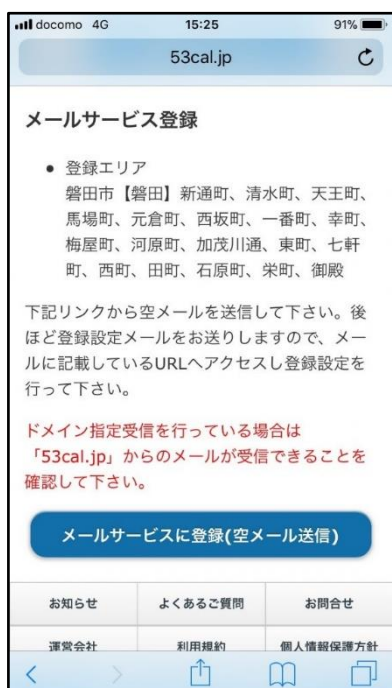 docomo 4G 15:25 91%
53cal.jp
メールサービス登録
• 登録エリア
磐田市【磐田】新通町、清
水町、天王町、
馬場町、元倉町、西坂町、一番町、幸町、
梅屋町、河原町、加茂川通、東町、七軒
町、西町、田町、石原町、栄町、御殿
下記リンクから空メールを送信して下さい。後
ほど登録設定メールをお送りしますので、メー
ルに記載しているURLへアクセスし登録設定を
行って下さい。
ドメイン指定受信を行っている場合は
「53cal.jp」からのメールが受信できることを
確認して下さい。
メールサービスに登録(空メール送信)
お知らせ よくあるご質問 お問合せ
運営会社 利用規約 個人情報保護方針